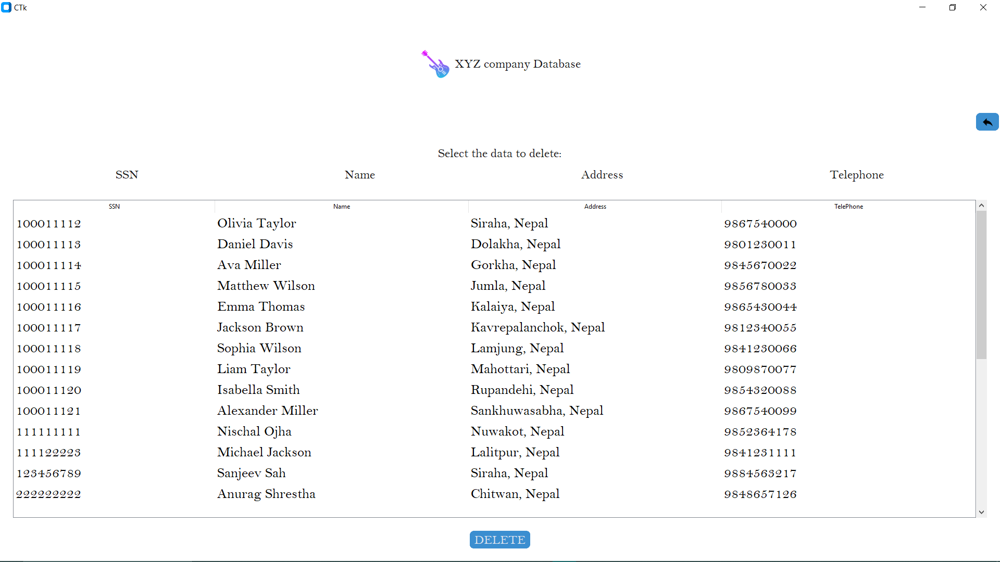 CTk
XYZ company Database
Select the data to delete:
SSN Name Address Telephone
SSN Name Address TelePhone
100011112 Olivia Taylor Siraha, Nepal 9867540000
100011113 Daniel Davis Dolakha, Nepal 9801230011
100011114 Ava Miller Gorkha, Nepal 9845670022
100011115 Matthew Wilson Jumla, Nepal 9856780033
100011116 Emma Thomas Kalaiya, Nepal 9865430044
100011117 Jackson Brown Kavrepalanchok, Nepal 9812340055
100011118 Sophia Wilson Lamjung, Nepal 9841230066
100011119 Liam Taylor Mahottari, Nepal 9809870077
100011120 Isabella Smith Rupandehi, Nepal 9854320088
100011121 Alexander Miller Sankhuwasabha, Nepal 9867540099
111111111 Nischal Ojha Nuwakot, Nepal 9852364178
111122223 Michael Jackson Lalitpur, Nepal 9841231111
123456789 Sanjeev Sah Siraha, Nepal 9884563217
222222222 Anurag Shrestha Chitwan, Nepal 9848657126
DELETE